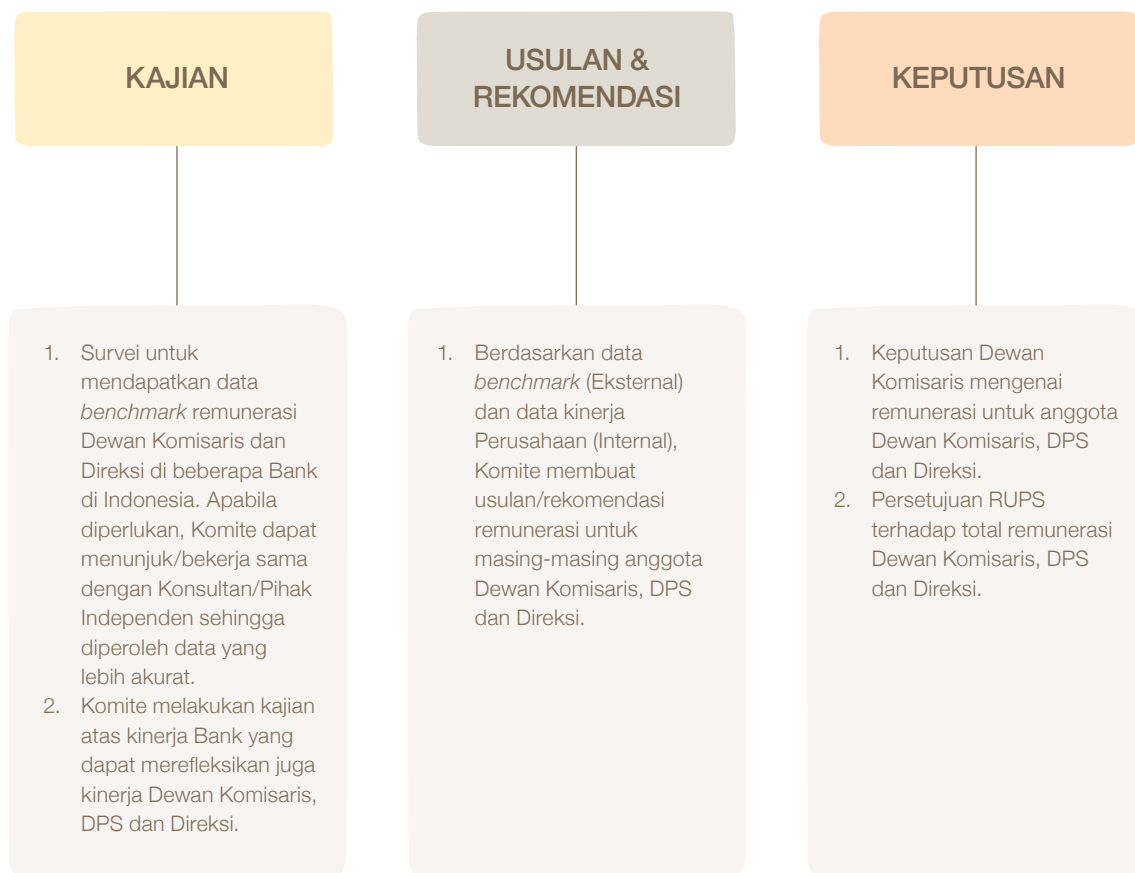 KAJIAN
1. Survei untuk
mendapatkan data
benchmark remunerasi
Dewan Komisaris dan
Direksi di beberapa Bank
di Indonesia. Apabila
diperlukan, Komite dapat
menunjuk/bekerja sama
dengan Konsultan/Pihak
Independen sehingga
diperoleh data yang
lebih akurat.
2. Komite melakukan kajian
atas kinerja Bank yang
dapat merefleksikan juga
kinerja Dewan Komisaris,
DPS dan Direksi.
USULAN &
REKOMENDASI
1. Berdasarkan data
benchmark (Eksternal)
dan data kinerja
Perusahaan (Internal),
Komite membuat
usulan/rekomendasi
remunerasi untuk
masing-masing anggota
Dewan Komisaris, DPS
dan Direksi.
KEPUTUSAN
1. Keputusan Dewan
Komisaris mengenai
remunerasi untuk anggota
Dewan Komisaris, DPS
dan Direksi.
2. Persetujuan RUPS
terhadap total remunerasi
Dewan Komisaris, DPS
dan Direksi.